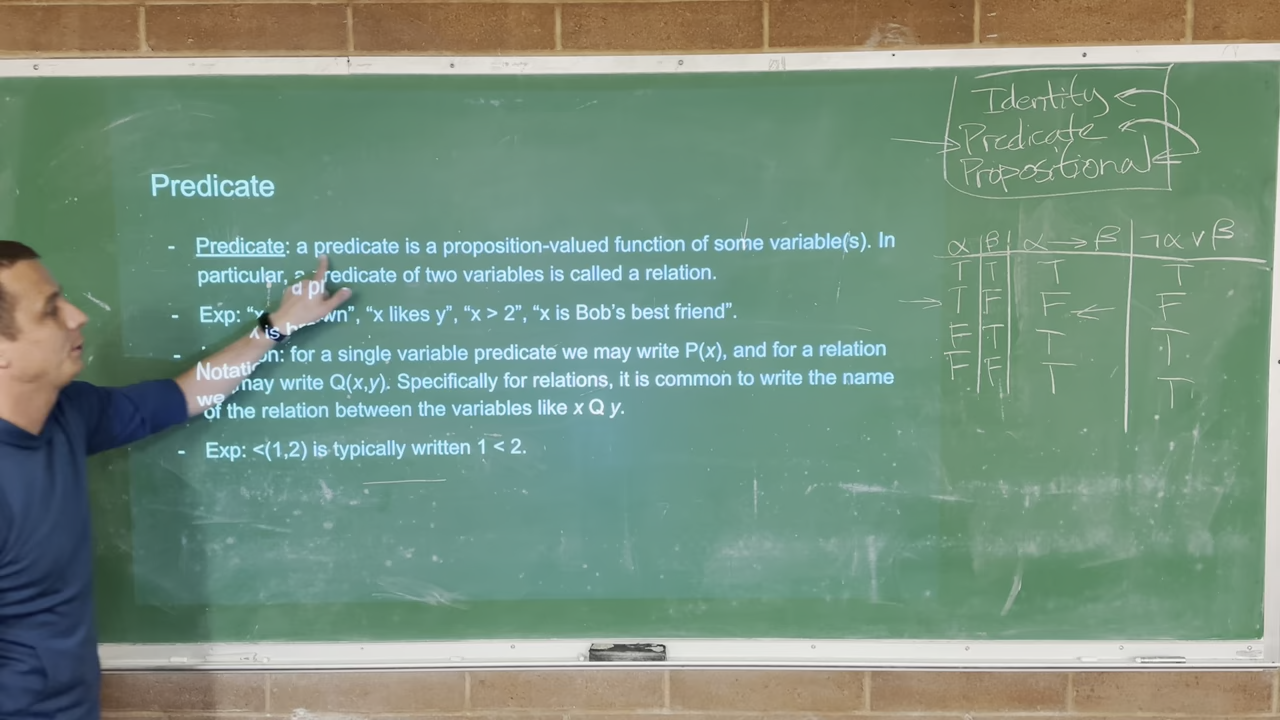 Predicate
- Predicate: a predicate is a proposition-valued function of some variable(s). In
particular, a predicate of two variables is called a relation.
- Exp: “x is brown”, “x likes y”, “x > 2”, “x is Bob’s best friend”.
- Notation: for a single variable predicate we may write P(x), and for a relation
we may write Q(x,y). Specifically for relations, it is common to write the name
of the relation between the variables like x Q y.
- Exp: <(1,2) is typically written 1 < 2.
Identity
Predicate
Propositional
α β α → β ¬α ∨ β
T T T T
→ T F F ← F
F T T T
F F T T